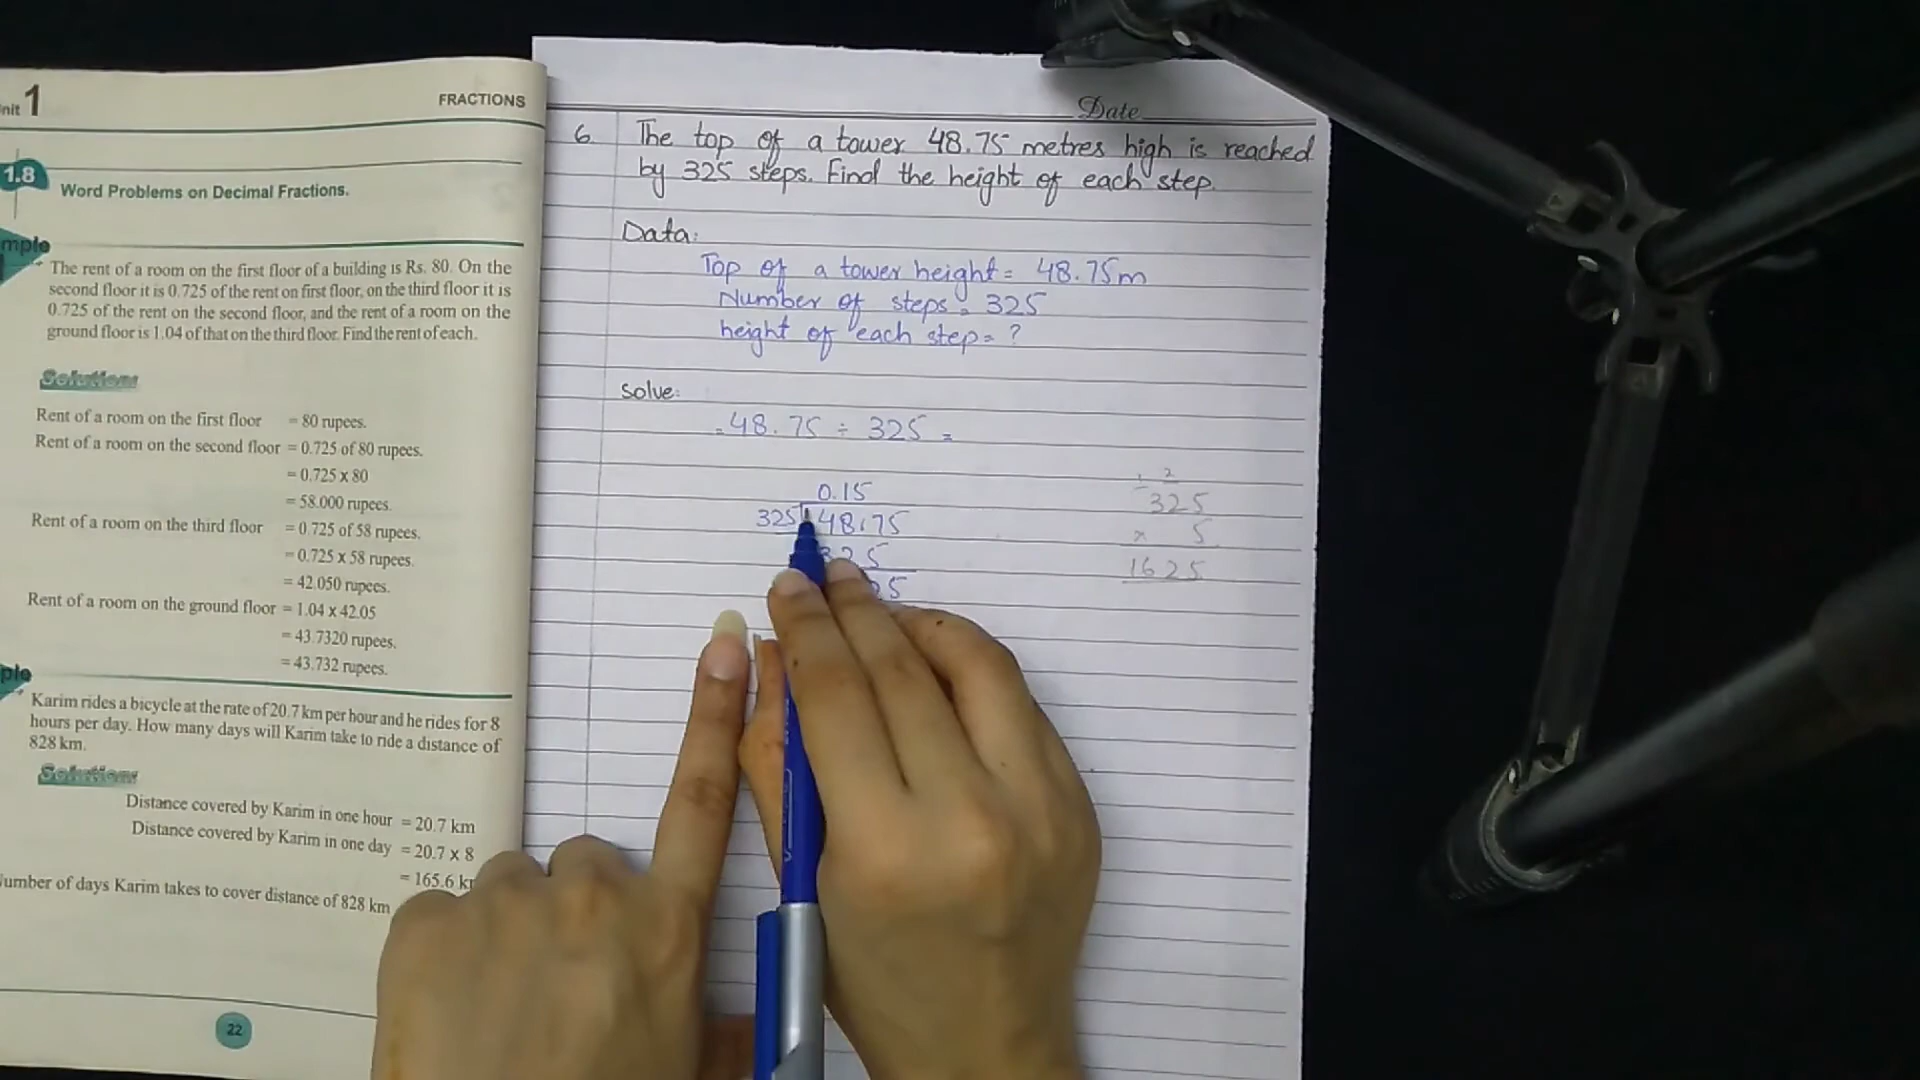 Unit 1
FRACTIONS
1.8
Word Problems on Decimal Fractions.
The rent of a room on the first floor of a building is Rs. 80. On the
second floor it is 0.725 of the rent on first floor, on the third floor it is
0.725 of the rent on the second floor, and the rent of a room on the
ground floor is 1.04 of that on the third floor. Find the rent of each.
Solution:
Rent of a room on the first floor = 80 rupees.
Rent of a room on the second floor = 0.725 of 80 rupees.
= 0.725 x 80
= 58.000 rupees.
Rent of a room on the third floor = 0.725 of 58 rupees.
= 0.725 x 58 rupees.
= 42.050 rupees.
Rent of a room on the ground floor = 1.04 x 42.05
= 43.7320 rupees.
= 43.732 rupees.
Karim rides a bicycle at the rate of 20.7 km per hour and he rides for 8
hours per day. How many days will Karim take to ride a distance of
828 km.
Solution:
Distance covered by Karim in one hour = 20.7 km
Distance covered by Karim in one day = 20.7 x 8
= 165.6
Number of days Karim takes to cover distance of 828 km
22
Date
6. The top of a tower 48.75 metres high is reached
by 325 steps. Find the height of each step.
Data:
Top of a tower height = 48.75m
Number of steps = 325
height of each step = ?
Solve:
= 48.75 ÷ 325 =
0.15
325 48.75
325
25
1 2
325
x 5
1625